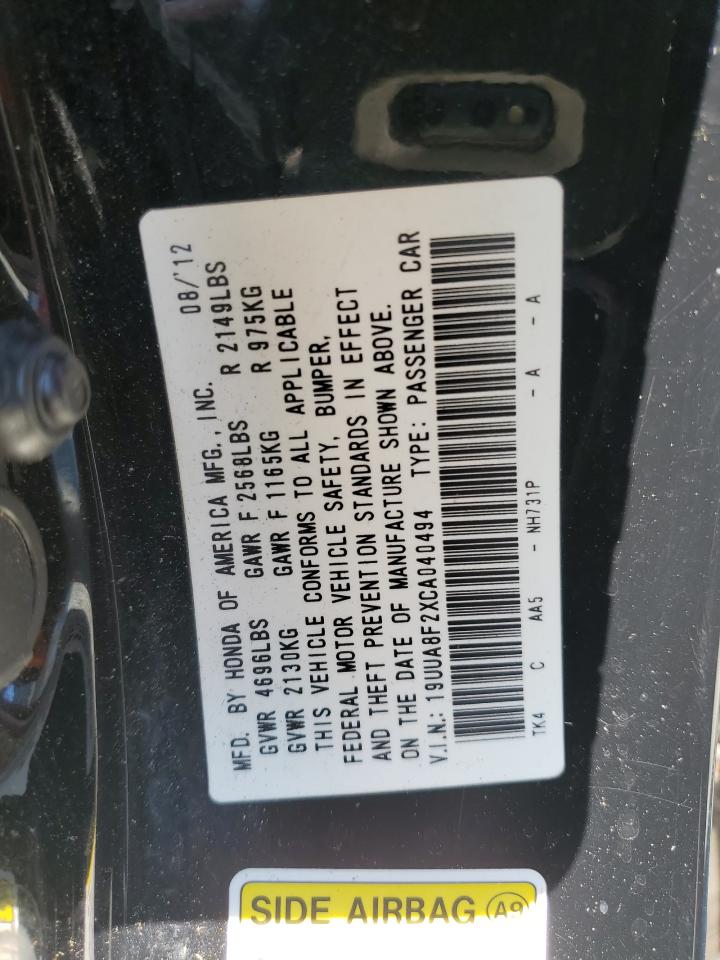 MFD. BY HONDA OF AMERICA MFG., INC. 08/'12
GVWR 4696LBS GAWR F 2568LBS R 2149LBS
GVWR 2130KG GAWR F 1165KG R 975KG
THIS VEHICLE CONFORMS TO ALL APPLICABLE
FEDERAL MOTOR VEHICLE SAFETY, BUMPER,
AND THEFT PREVENTION STANDARDS IN EFFECT
ON THE DATE OF MANUFACTURE SHOWN ABOVE.
V.I.N.: 19UUA8F2XCA040494 TYPE: PASSENGER CAR
TK4 C AA5 - NH731P - A - A
SIDE AIRBAG A9